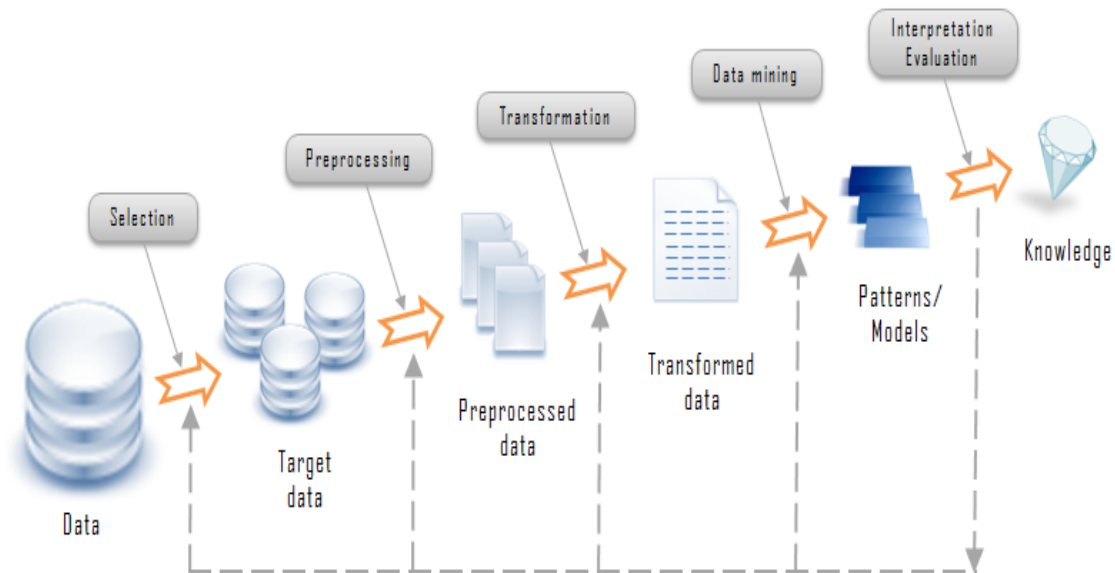 Interpretation
Evaluation
Data mining
Transformation
Preprocessing
Selection
Knowledge
Patterns/
Models
Transformed
data
Preprocessed
data
Target
data
Data